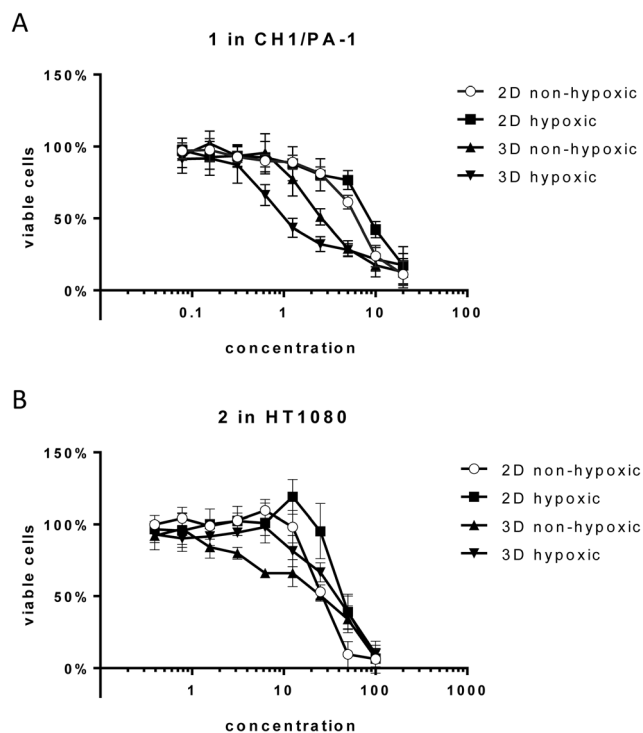 A
1 in CH1/PA-1
150%
100%
50%
0%
viable cells
0.1
1
10
100
concentration
2D non-hypoxic
2D hypoxic
3D non-hypoxic
3D hypoxic
B
2 in HT1080
150%
100%
50%
0%
viable cells
1
10
100
1000
concentration
2D non-hypoxic
2D hypoxic
3D non-hypoxic
3D hypoxic